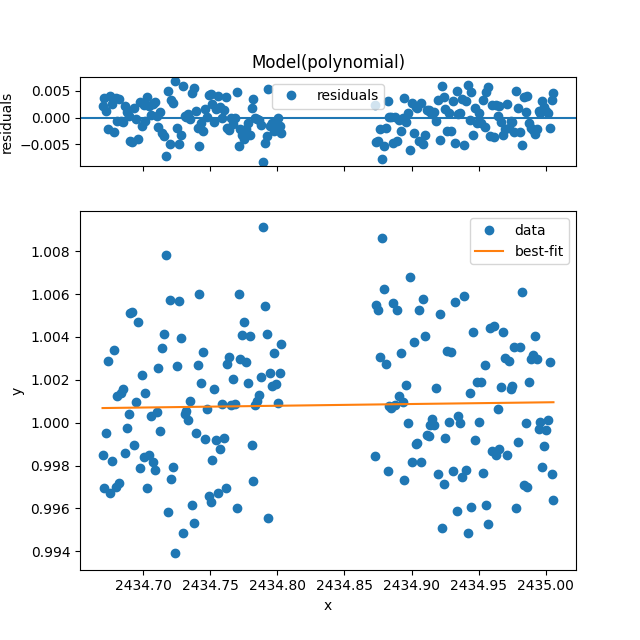 Model(polynomial)
residuals
0.005
0.000
−0.005
residuals
y
1.008
1.006
1.004
1.002
1.000
0.998
0.996
0.994
data
best-fit
2434.70 2434.75 2434.80 2434.85 2434.90 2434.95 2435.00
x